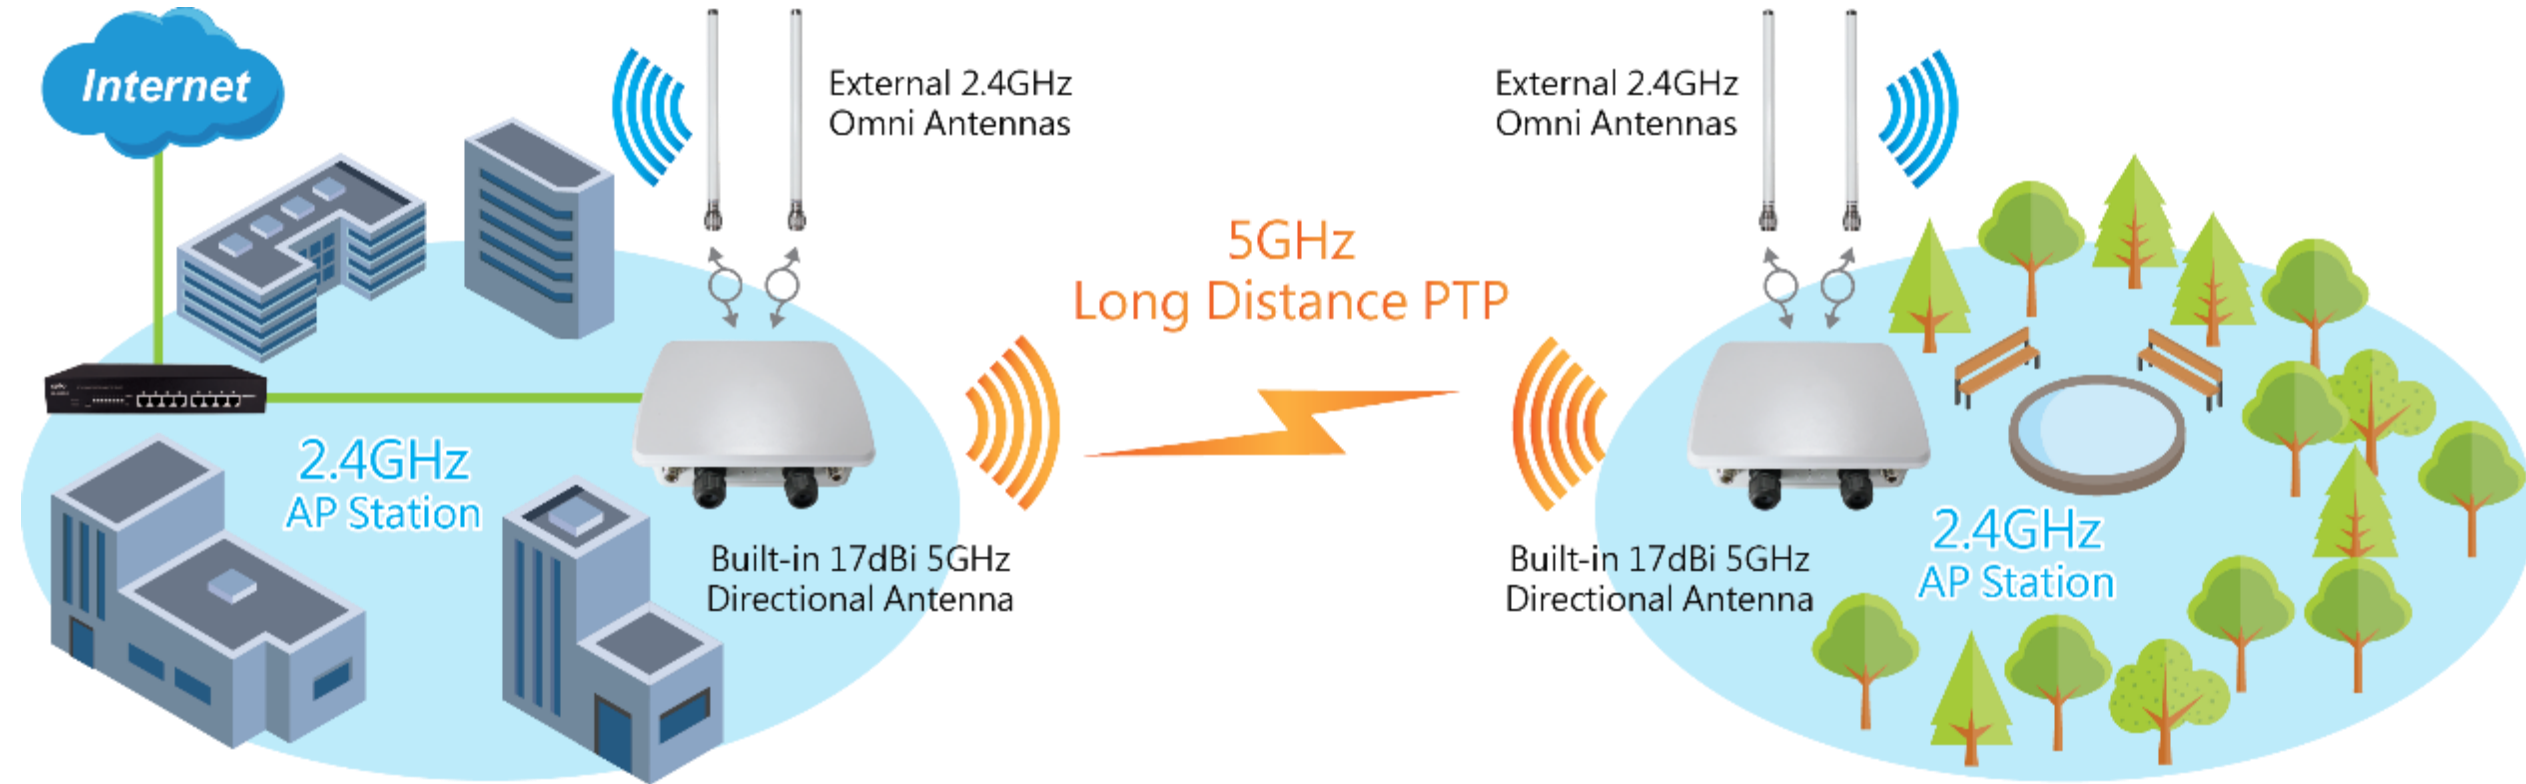 Internet
External 2.4GHz
Omni Antennas
External 2.4GHz
Omni Antennas
5GHz
Long Distance PTP
2.4GHz
AP Station
Built-in 17dBi 5GHz
Directional Antenna
Built-in 17dBi 5GHz
Directional Antenna
2.4GHz
AP Station